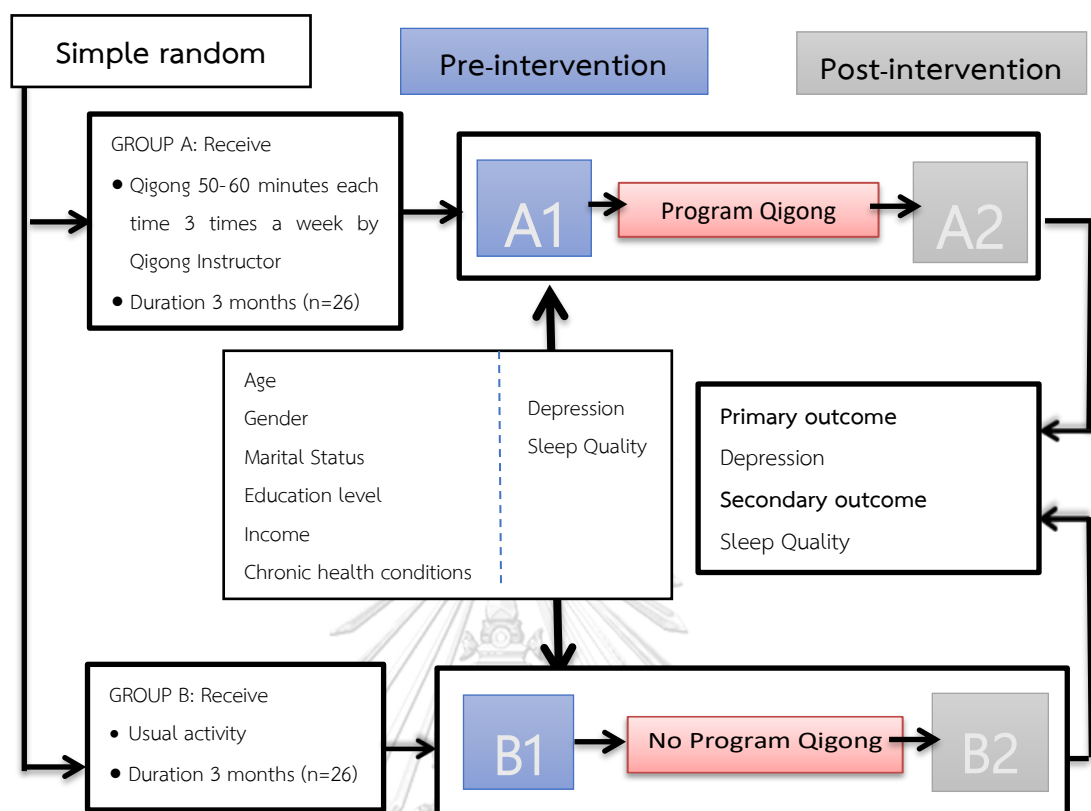 Simple random
Pre-intervention
Post-intervention
GROUP A: Receive
• Qigong 50-60 minutes each
time 3 times a week by
Qigong Instructor
• Duration 3 months (n=26)
A1
Program Qigong
A2
Age
Gender
Marital Status
Education level
Income
Chronic health conditions
Depression
Sleep Quality
Primary outcome
Depression
Secondary outcome
Sleep Quality
GROUP B: Receive
• Usual activity
• Duration 3 months (n=26)
B1
No Program Qigong
B2